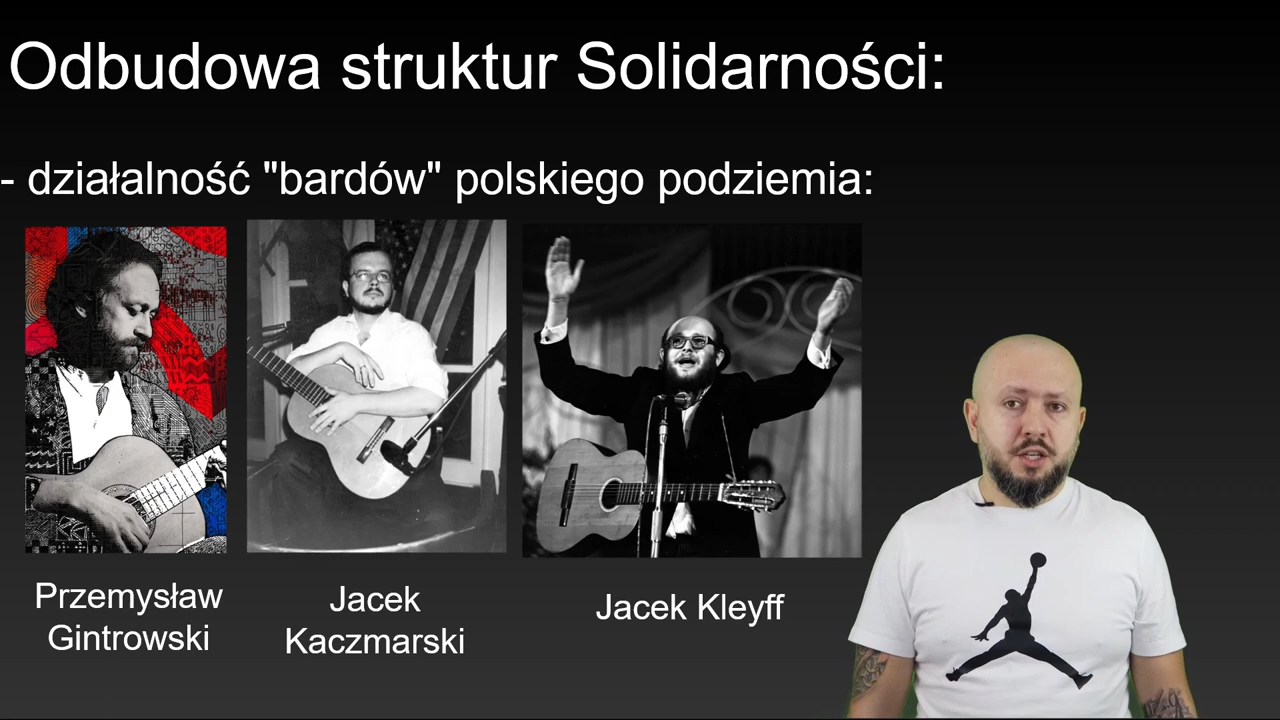 Odbudowa struktur Solidarności:
- działalność "bardów" polskiego podziemia:
Przemysław
Gintrowski
Jacek
Kaczmarski
Jacek Kleyff